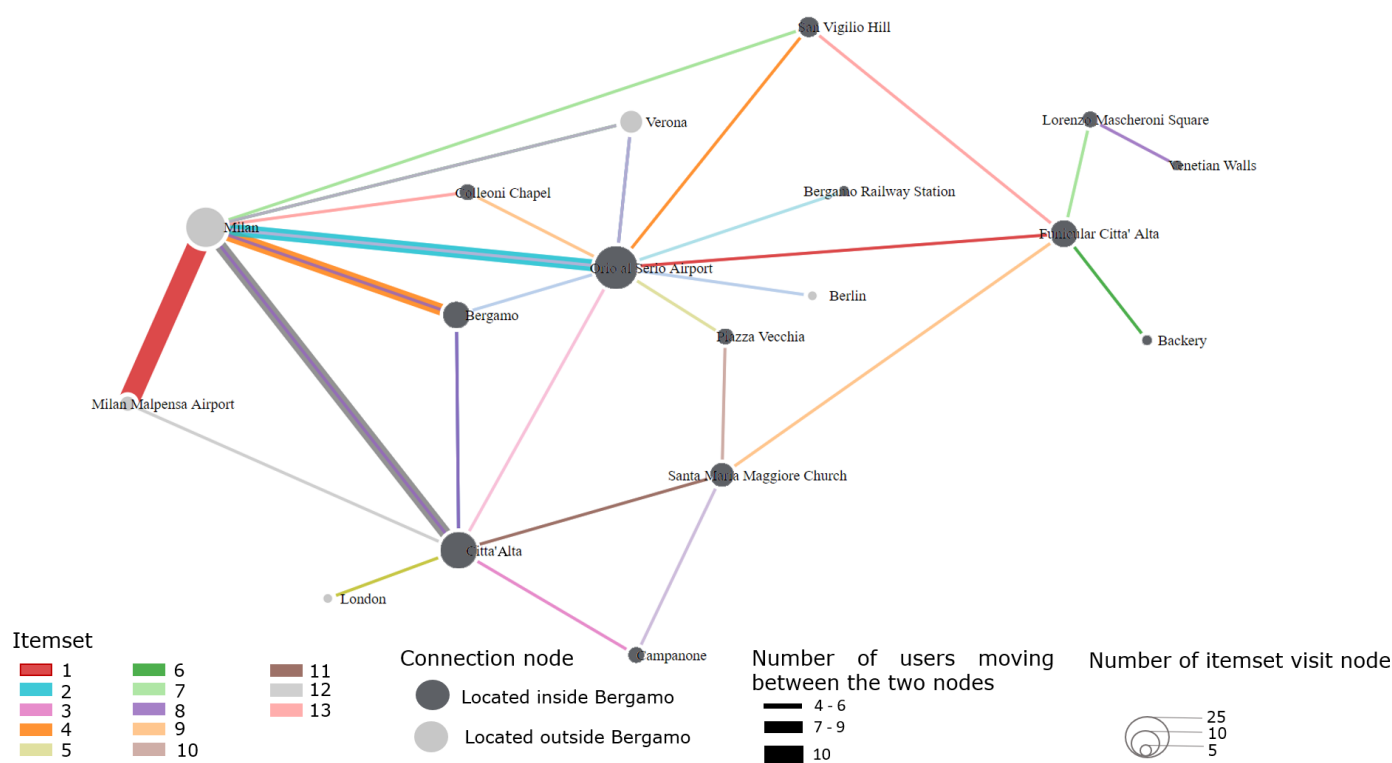 San Vigilio Hill
Verona
Lorenzo Mascheroni Square
Venetian Walls
Colleoni Chapel
Bergamo Railway Station
Milan
Funicular Citta' Alta
Orio al Serio Airport
Berlin
Bergamo
Piazza Vecchia
Backery
Milan Malpensa Airport
Santa Maria Maggiore Church
Citta'Alta
London
Campanone
Itemset
1
2
3
4
5
6
7
8
9
10
11
12
13
Connection node
Located inside Bergamo
Located outside Bergamo
Number of users moving
between the two nodes
4 - 6
7 - 9
10
Number of itemset visit node
25
10
5